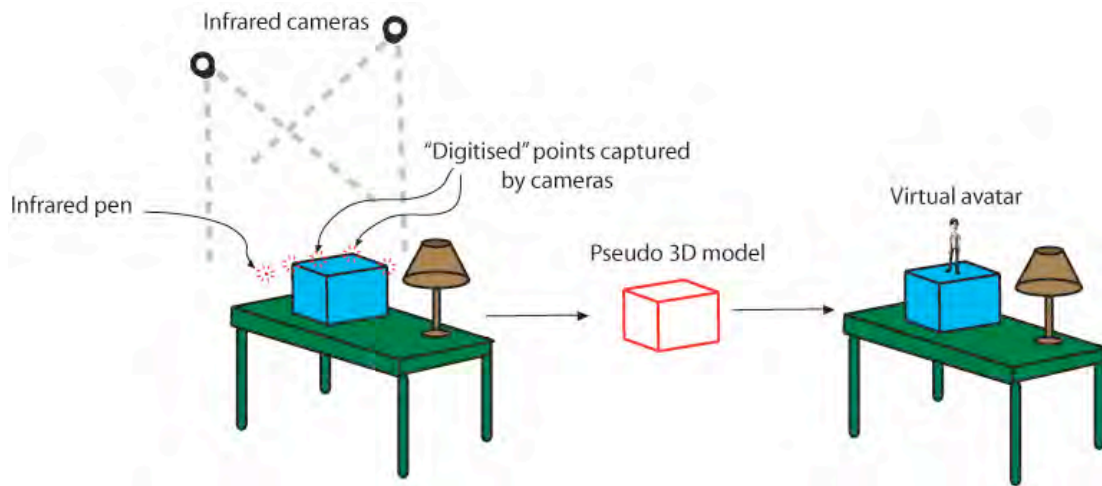 Infrared cameras
"Digitised" points captured
by cameras
Infrared pen
Virtual avatar
Pseudo 3D model